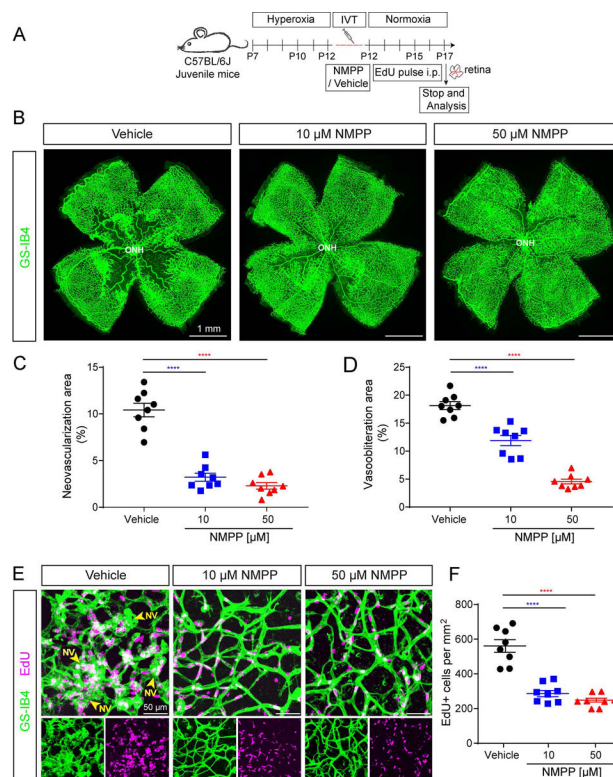 A
Hyperoxia
IVT
Normoxia
C57BL/6J
Juvenile mice
P7
P10
P12
P12
P15
P17
NMPP
/ Vehicle
EdU pulse i.p.
retina
Stop and
Analysis
B
Vehicle
10 µM NMPP
50 µM NMPP
GS-IB4
ONH
1 mm
ONH
ONH
C
Neovascularization area
(%)
15
10
5
0
****
****
Vehicle
10
50
NMPP [µM]
D
Vasoobliteration area
(%)
25
20
15
10
5
0
****
****
Vehicle
10
50
NMPP [µM]
E
Vehicle
10 µM NMPP
50 µM NMPP
GS-IB4 EdU
NV
NV
NV
NV
50 µm
F
EdU+ cells per mm²
800
600
400
200
0
****
****
Vehicle
10
50
NMPP [µM]